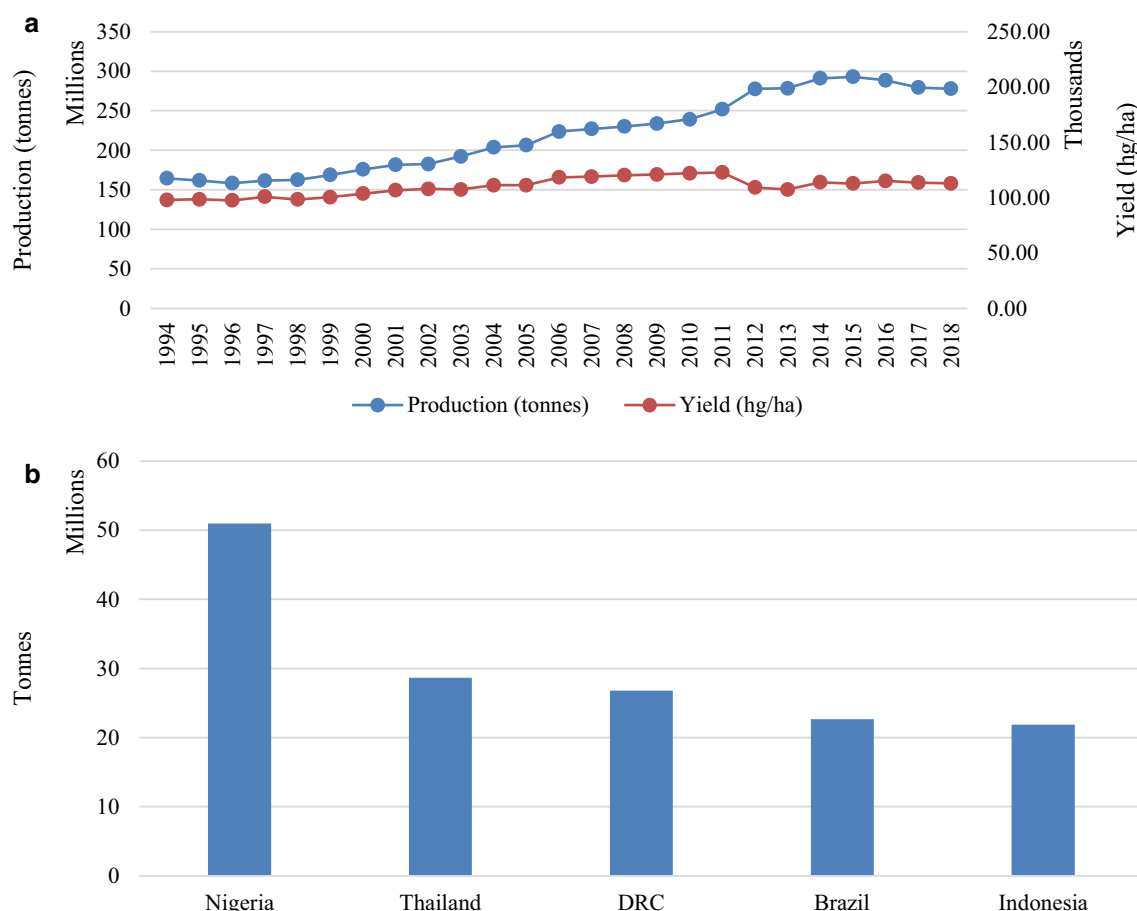 a
Production (tonnes)
Millions
350
300
250
200
150
100
50
0
250.00
200.00
150.00
100.00
50.00
0.00
Thousands
Yield (hg/ha)
1994 1995 1996 1997 1998 1999 2000 2001 2002 2003 2004 2005 2006 2007 2008 2009 2010 2011 2012 2013 2014 2015 2016 2017 2018
Production (tonnes) Yield (hg/ha)
b
Tonnes
Millions
60
50
40
30
20
10
0
Nigeria Thailand DRC Brazil Indonesia